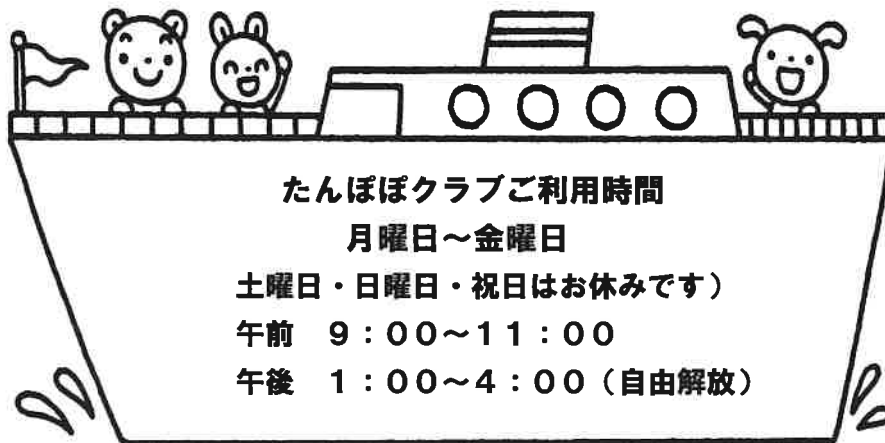 たんぽぽクラブご利用時間
月曜日～金曜日
土曜日・日曜日・祝日はお休みです）
午前　９：００～１１：００
午後　１：００～４：００（自由解放）